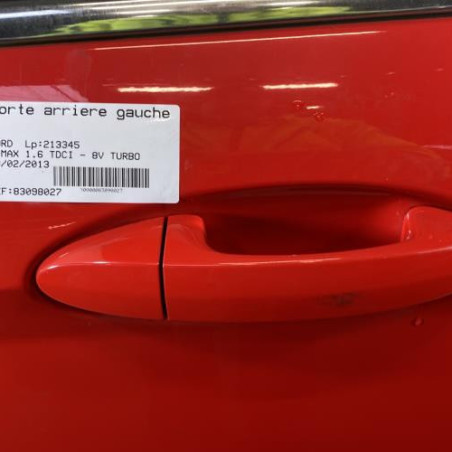 orte arriere gauche
RD Lp:213345
MAX 1.6 TDCI - 8V TURBO
/02/2013
F:83098027